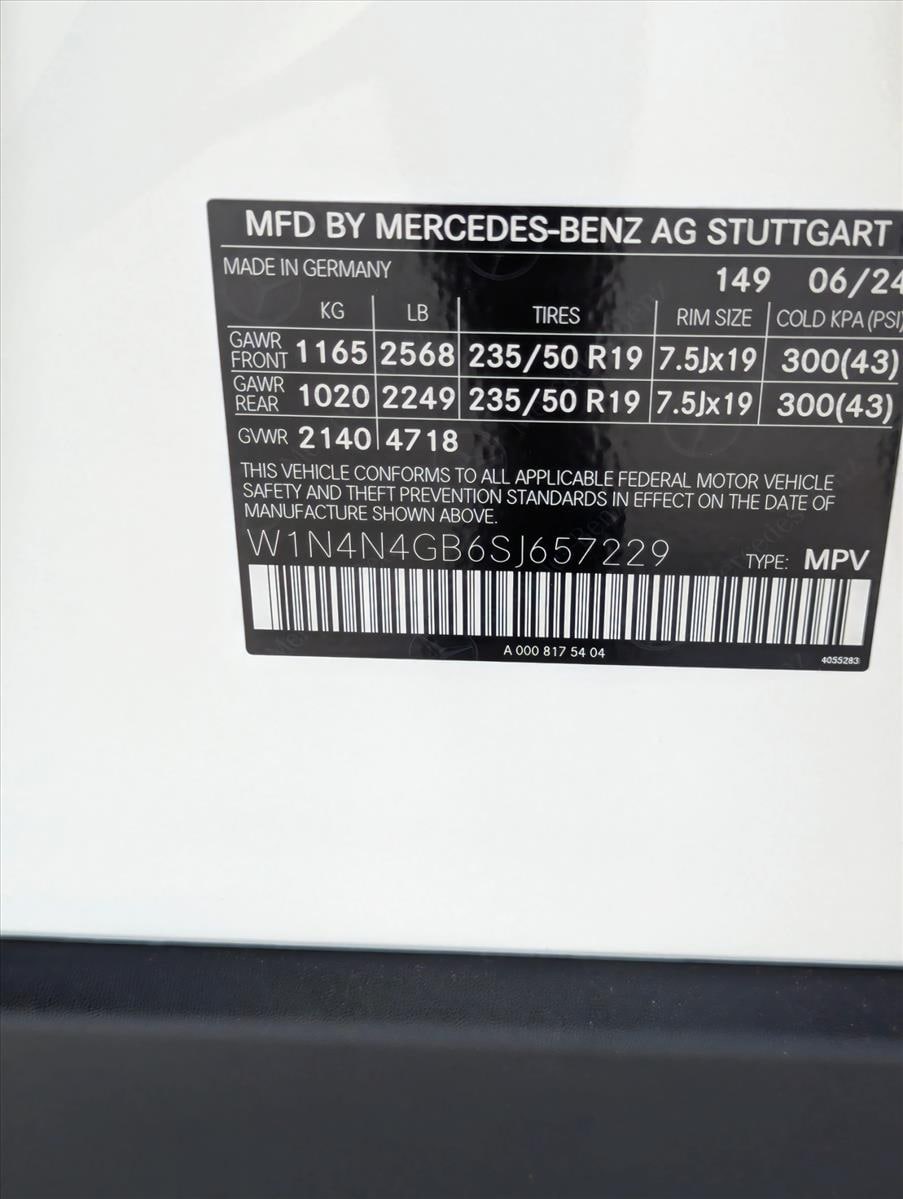 MFD BY MERCEDES-BENZ AG STUTTGART
MADE IN GERMANY 149 06/24
KG LB TIRES RIM SIZE COLD KPA (PSI)
GAWR FRONT 1165 2568 235/50 R19 7.5Jx19 300(43)
GAWR REAR 1020 2249 235/50 R19 7.5Jx19 300(43)
GVWR 2140 4718
THIS VEHICLE CONFORMS TO ALL APPLICABLE FEDERAL MOTOR VEHICLE
SAFETY AND THEFT PREVENTION STANDARDS IN EFFECT ON THE DATE OF
MANUFACTURE SHOWN ABOVE.
W1N4N4GB6SJ657229 TYPE: MPV
A 000 817 54 04
4055283